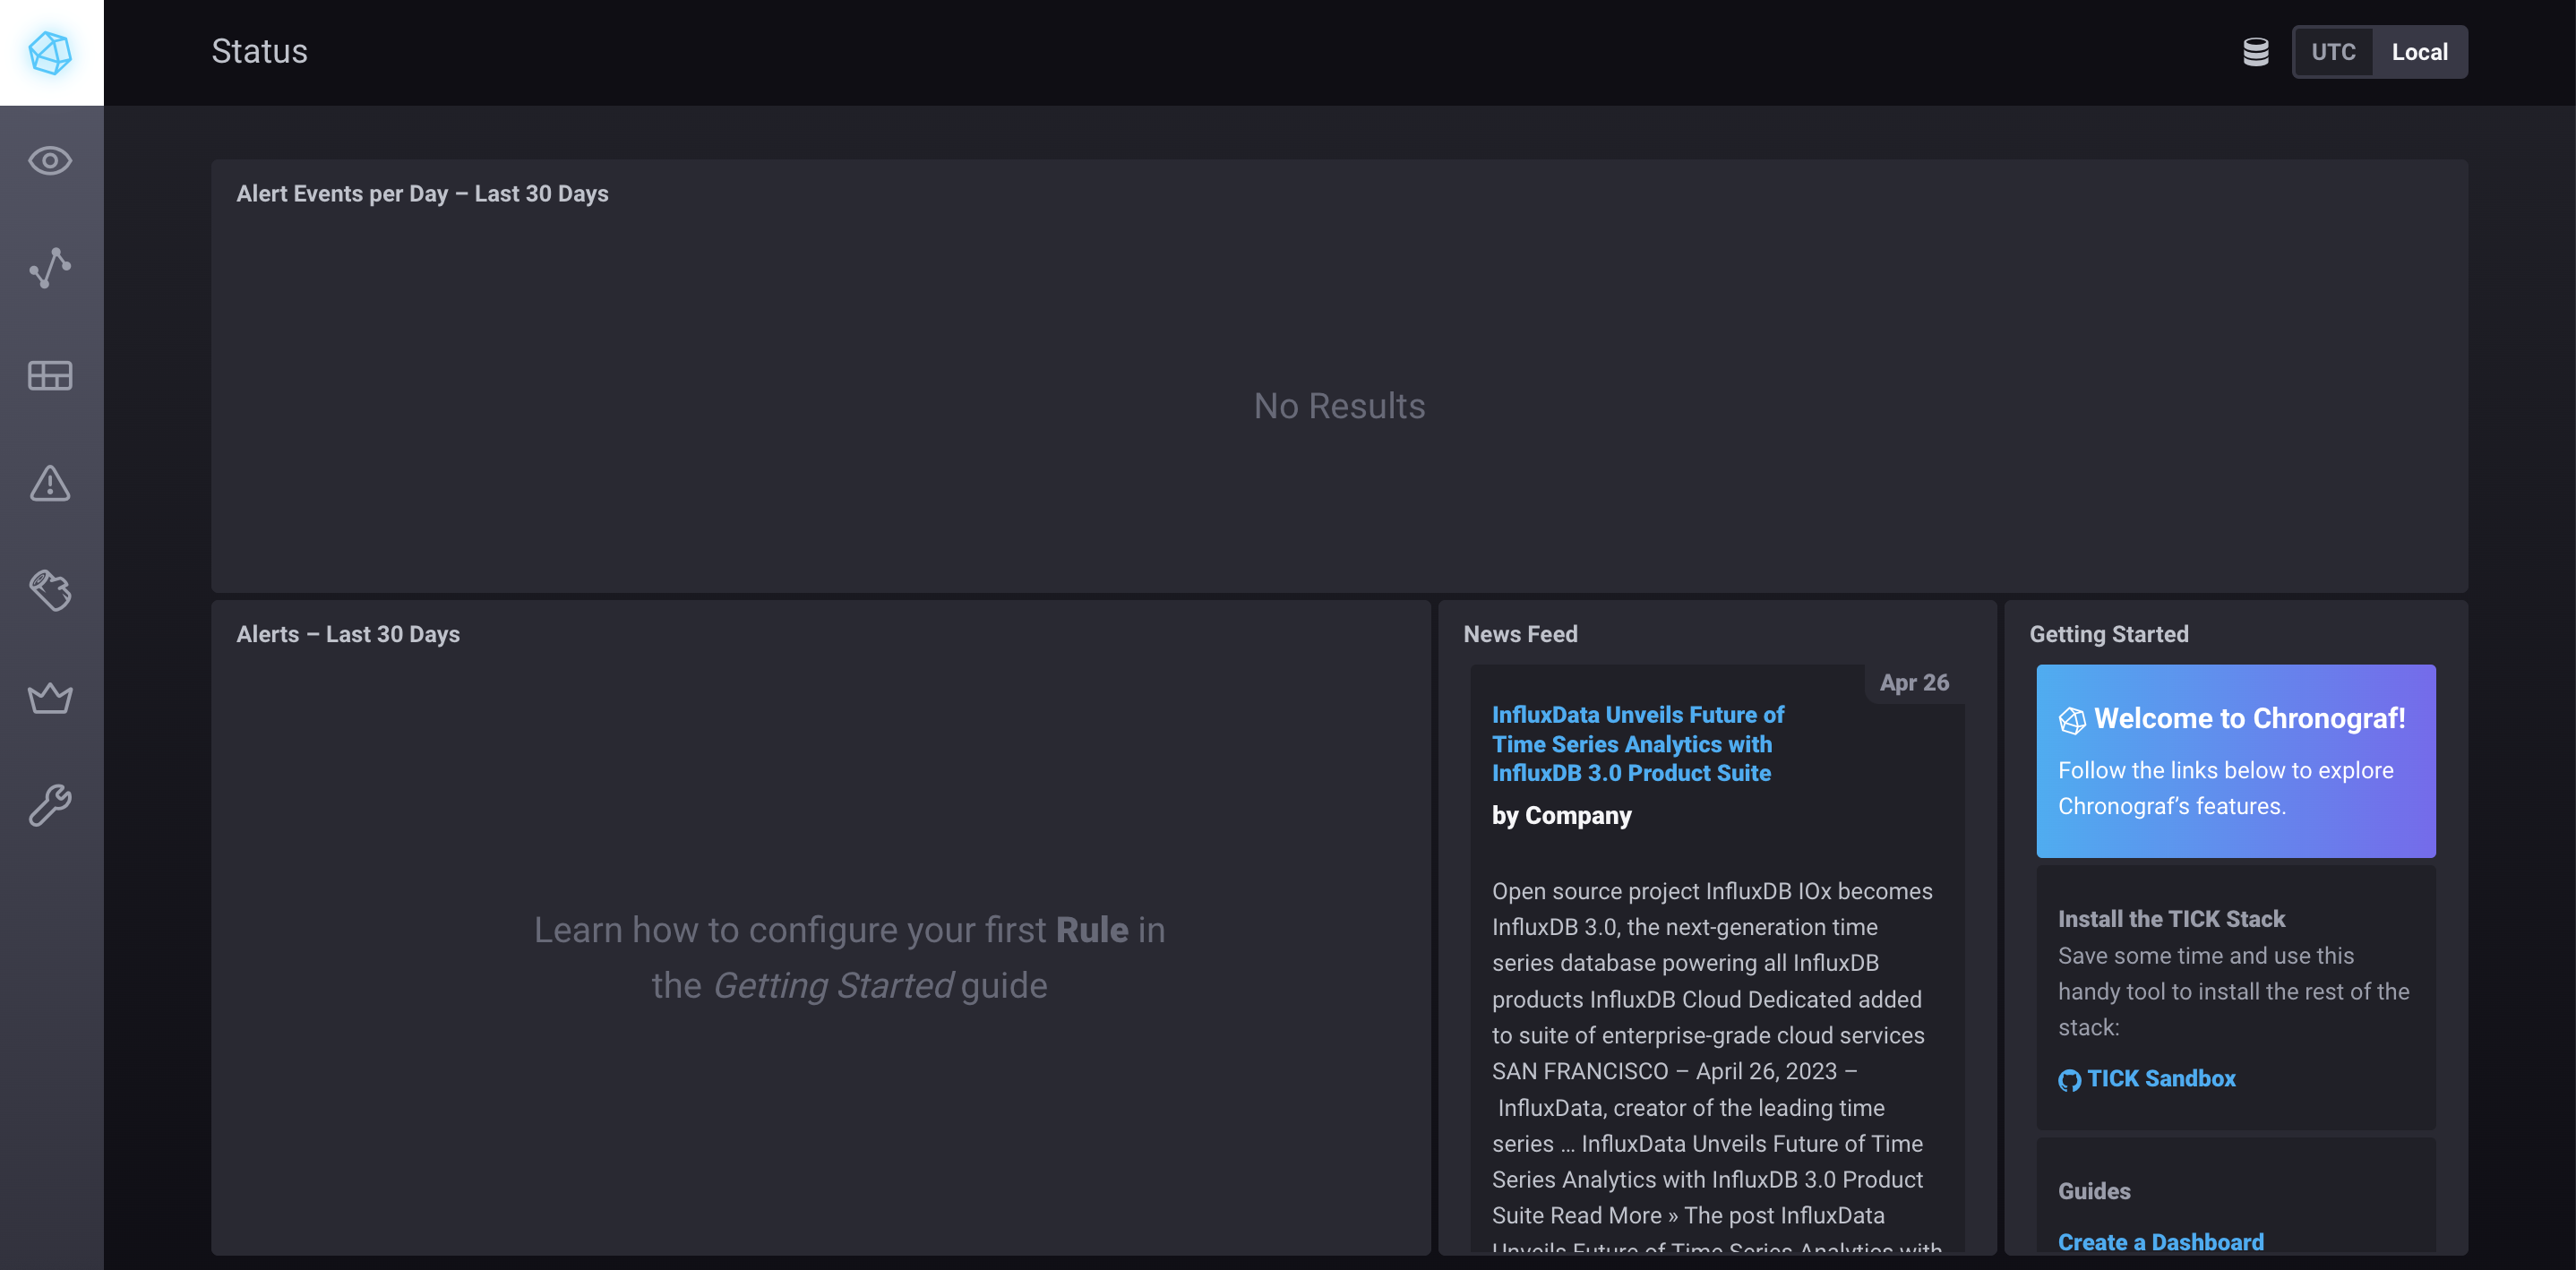 Status
UTC
Local
Alert Events per Day – Last 30 Days
No Results
Alerts – Last 30 Days
Learn how to configure your first Rule in
the Getting Started guide
News Feed
Apr 26
InfluxData Unveils Future of
Time Series Analytics with
InfluxDB 3.0 Product Suite
by Company
Open source project InfluxDB IOx becomes
InfluxDB 3.0, the next-generation time
series database powering all InfluxDB
products InfluxDB Cloud Dedicated added
to suite of enterprise-grade cloud services
SAN FRANCISCO – April 26, 2023 –
InfluxData, creator of the leading time
series … InfluxData Unveils Future of Time
Series Analytics with InfluxDB 3.0 Product
Suite Read More » The post InfluxData
Unveils Future of Time Series Analytics with
Getting Started
Welcome to Chronograf!
Follow the links below to explore
Chronograf’s features.
Install the TICK Stack
Save some time and use this
handy tool to install the rest of the
stack:
TICK Sandbox
Guides
Create a Dashboard